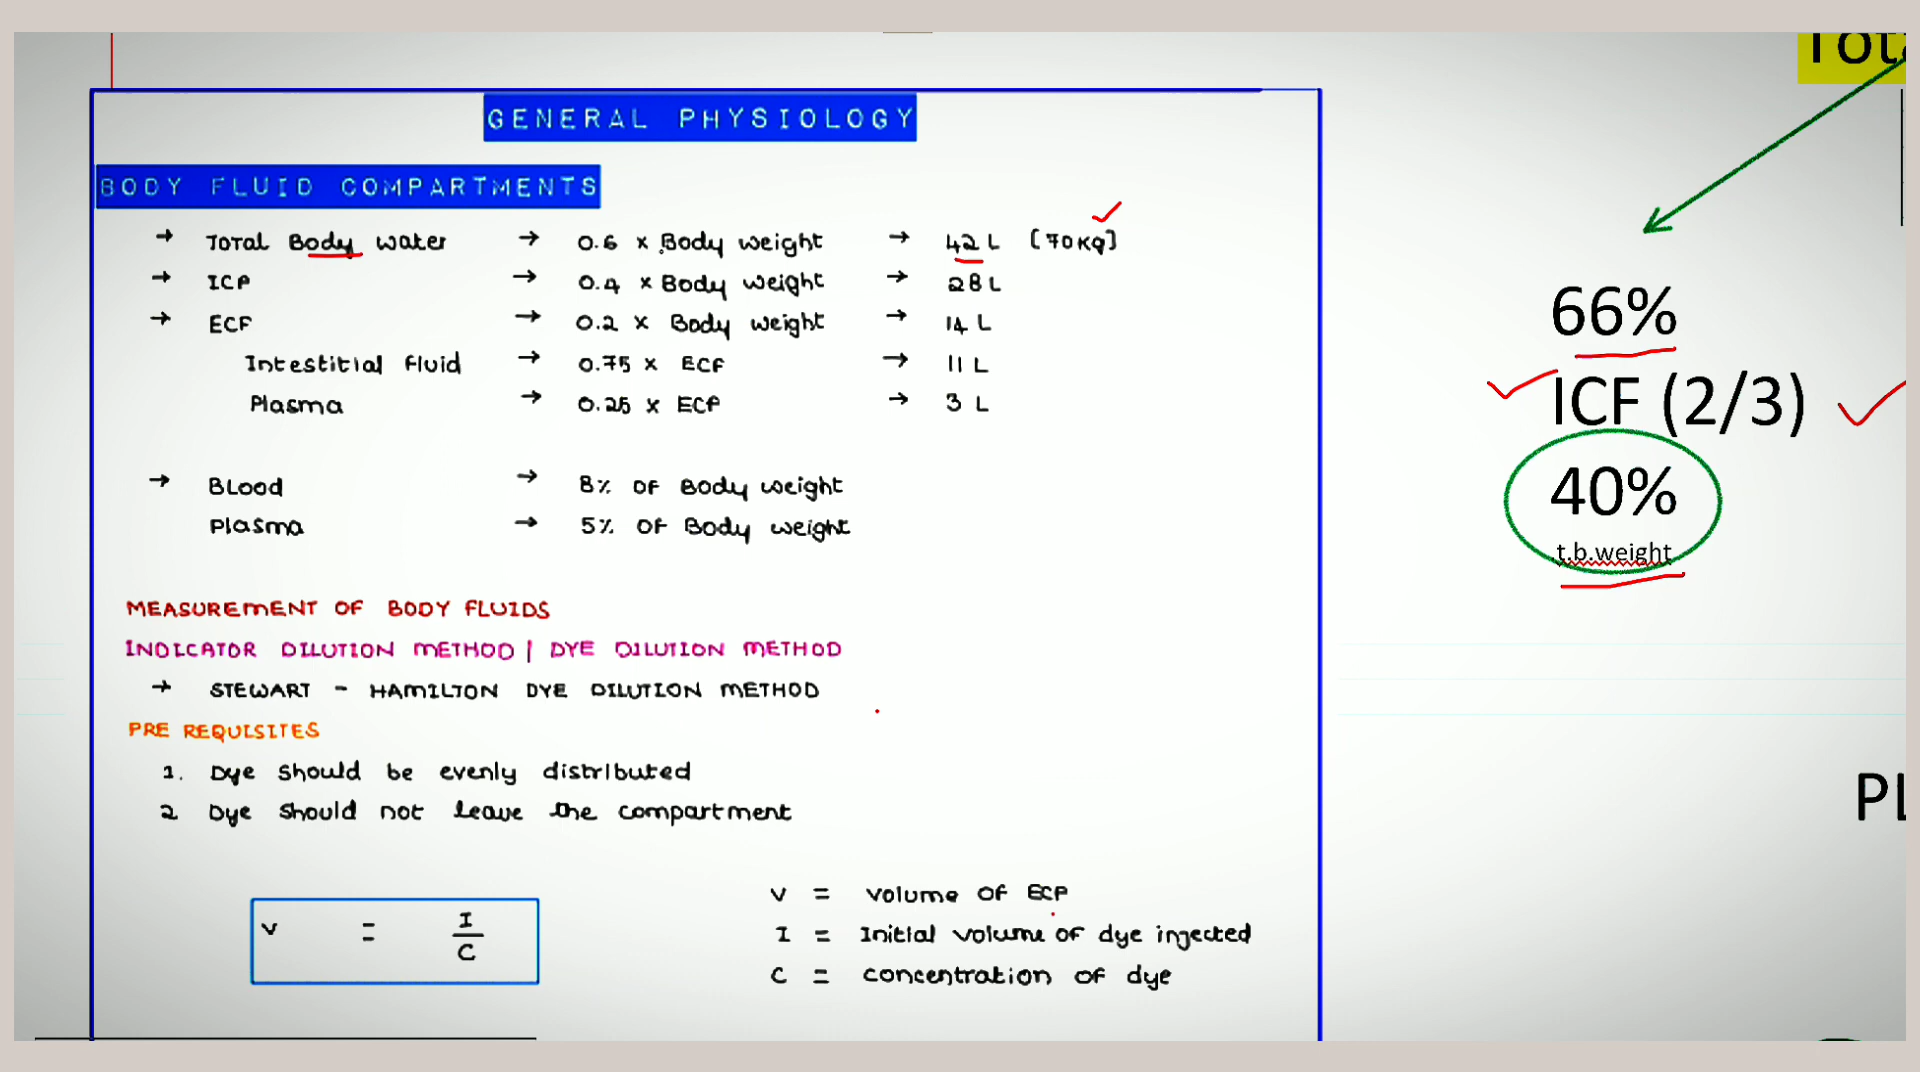 GENERAL PHYSIOLOGY
BODY FLUID COMPARTMENTS
→ Total Body water → 0.6 x Body weight → 42 L [70Kg]
→ ICF → 0.4 x Body weight → 28 L
→ ECF → 0.2 x Body weight → 14 L
Intestitial Fluid → 0.75 x ECF → 11 L
Plasma → 0.25 x ECF → 3 L
→ Blood → 8% OF Body weight
Plasma → 5% OF Body weight
MEASUREMENT OF BODY FLUIDS
INDICATOR DILUTION METHOD | DYE DILUTION METHOD
→ STEWART - HAMILTON DYE DILUTION METHOD
PRE REQUISITES
1. Dye should be evenly distributed
2 Dye should not leave the compartment
V = I / C
V = volume of ECF
I = Initial volume of dye injected
C = concentration of dye
66%
ICF (2/3)
40%
t.b.weight